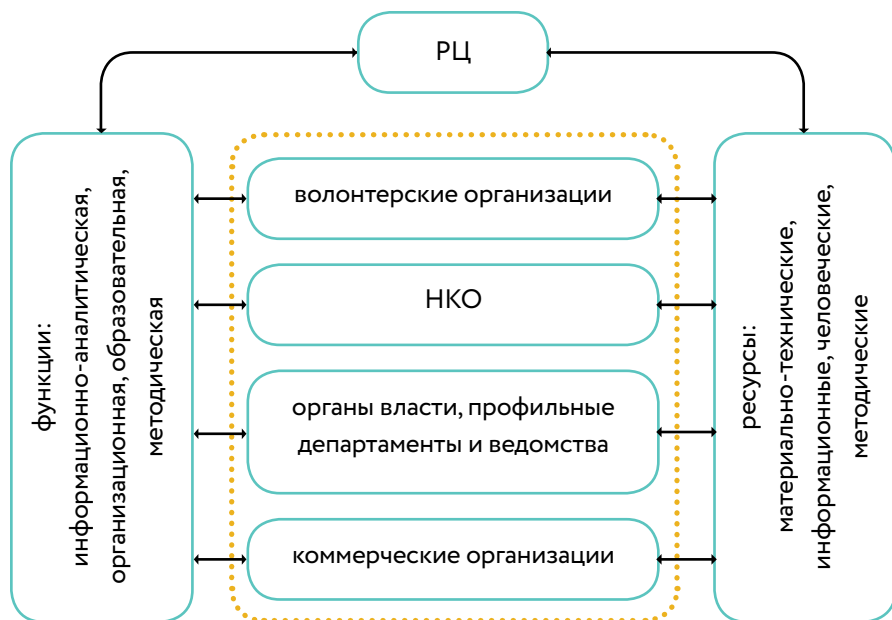 РЦ
функции:
информационно-аналитическая,
организационная, образовательная,
методическая
волонтерские организации
НКО
органы власти, профильные
департаменты и ведомства
коммерческие организации
ресурсы:
материально-технические,
информационные, человеческие,
методические